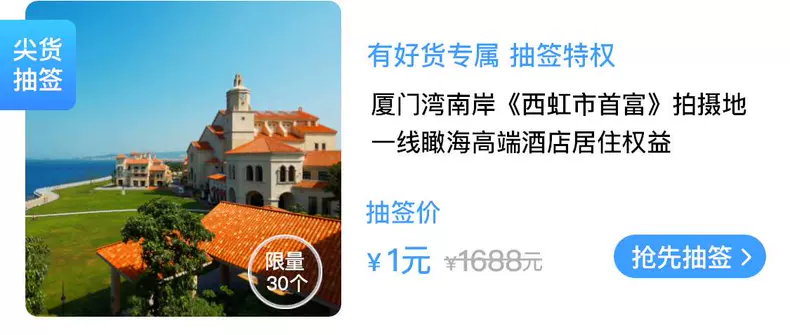 尖货
抽签
有好货专属 抽签特权
厦门湾南岸《西虹市首富》拍摄地
一线瞰海高端酒店居住权益
抽签价
¥1元 ¥1688元
抢先抽签 >
限量
30个